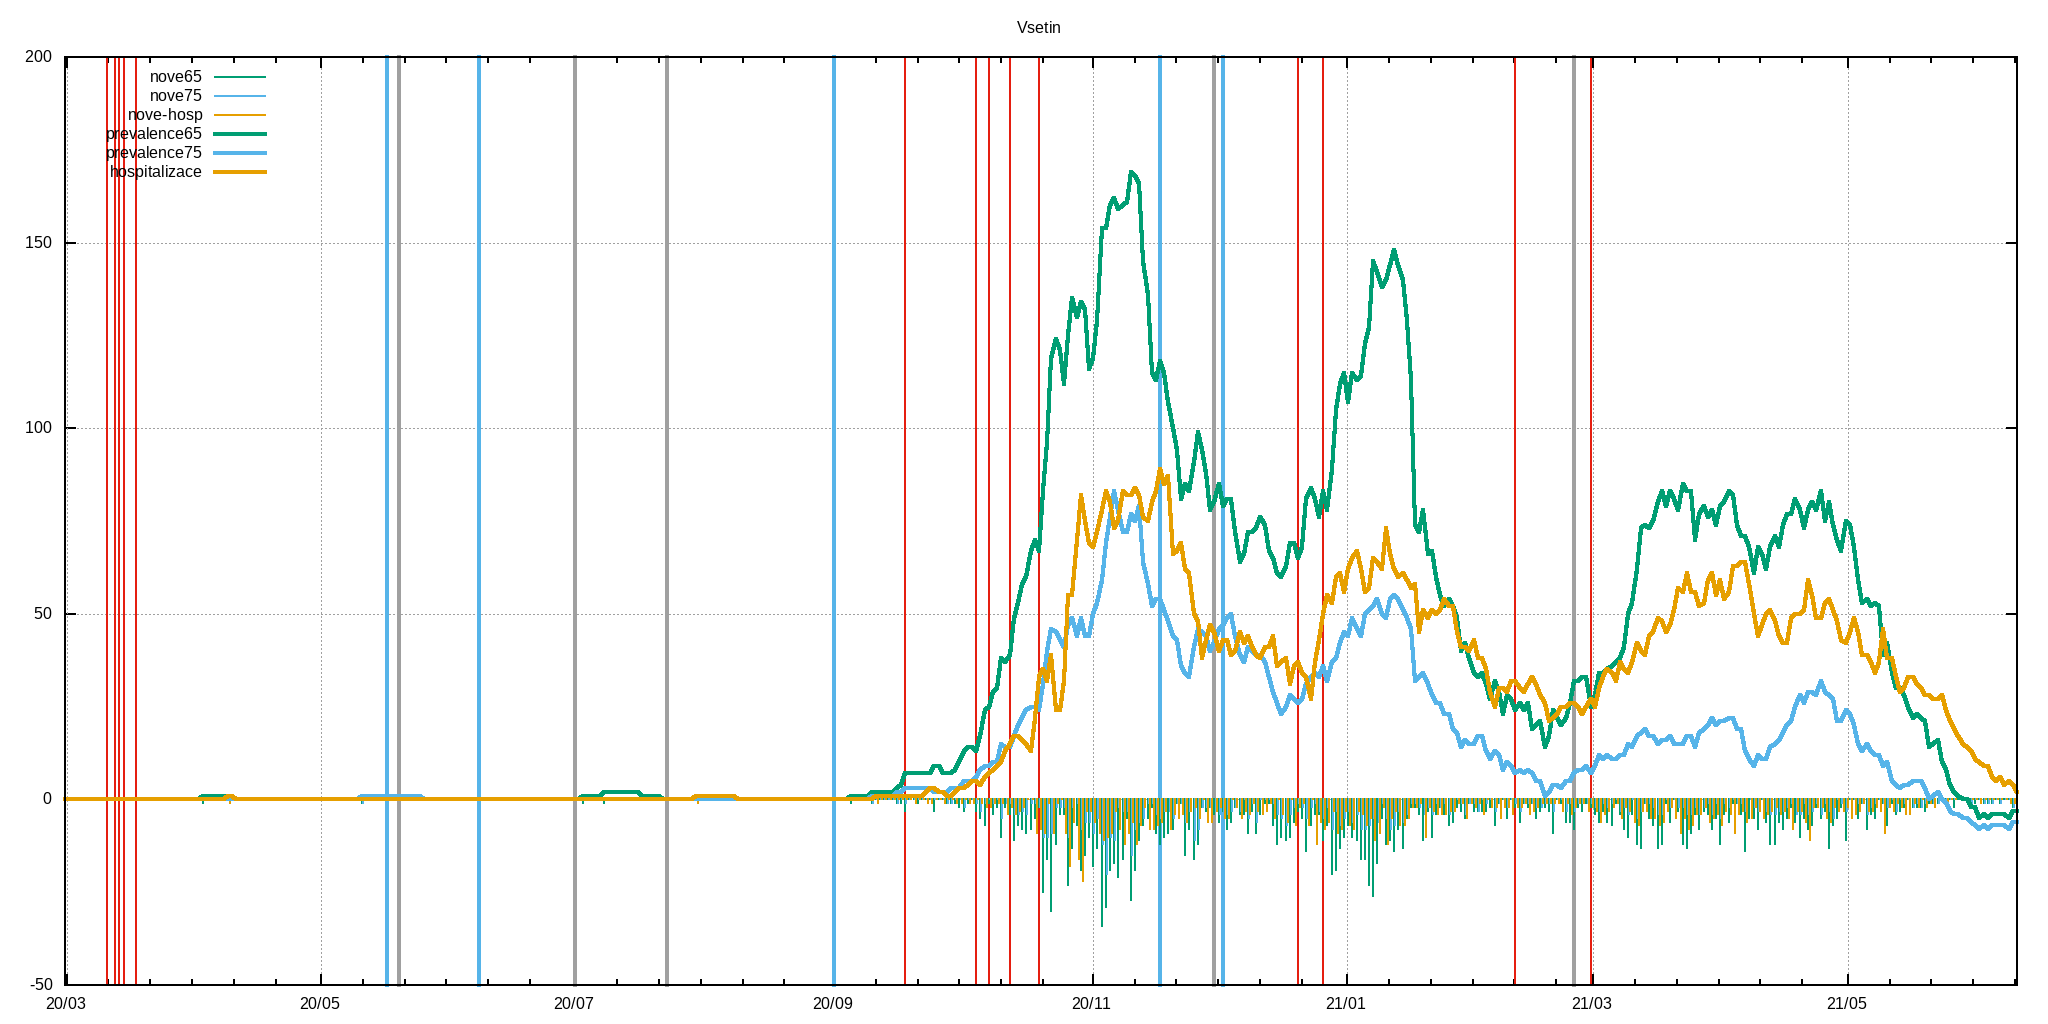 Vsetin
200
nove65
nove75
nove-hosp
prevalence65
prevalence75
hospitalizace
150
100
50
0
-50
20/03 20/05 20/07 20/09 20/11 21/01 21/03 21/05